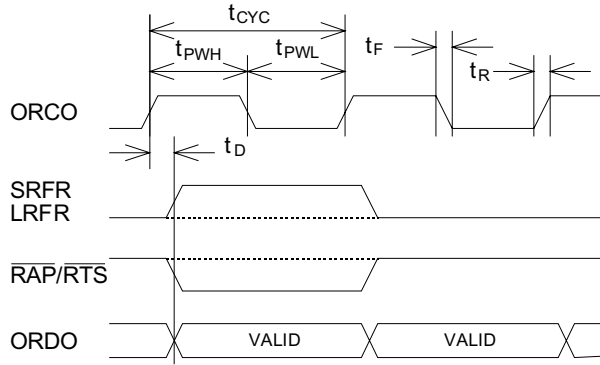 tCYC
tPWH tPWL tF
tR
ORCO
tD
SRFR
LRFR
RAP/RTS
ORDO VALID VALID